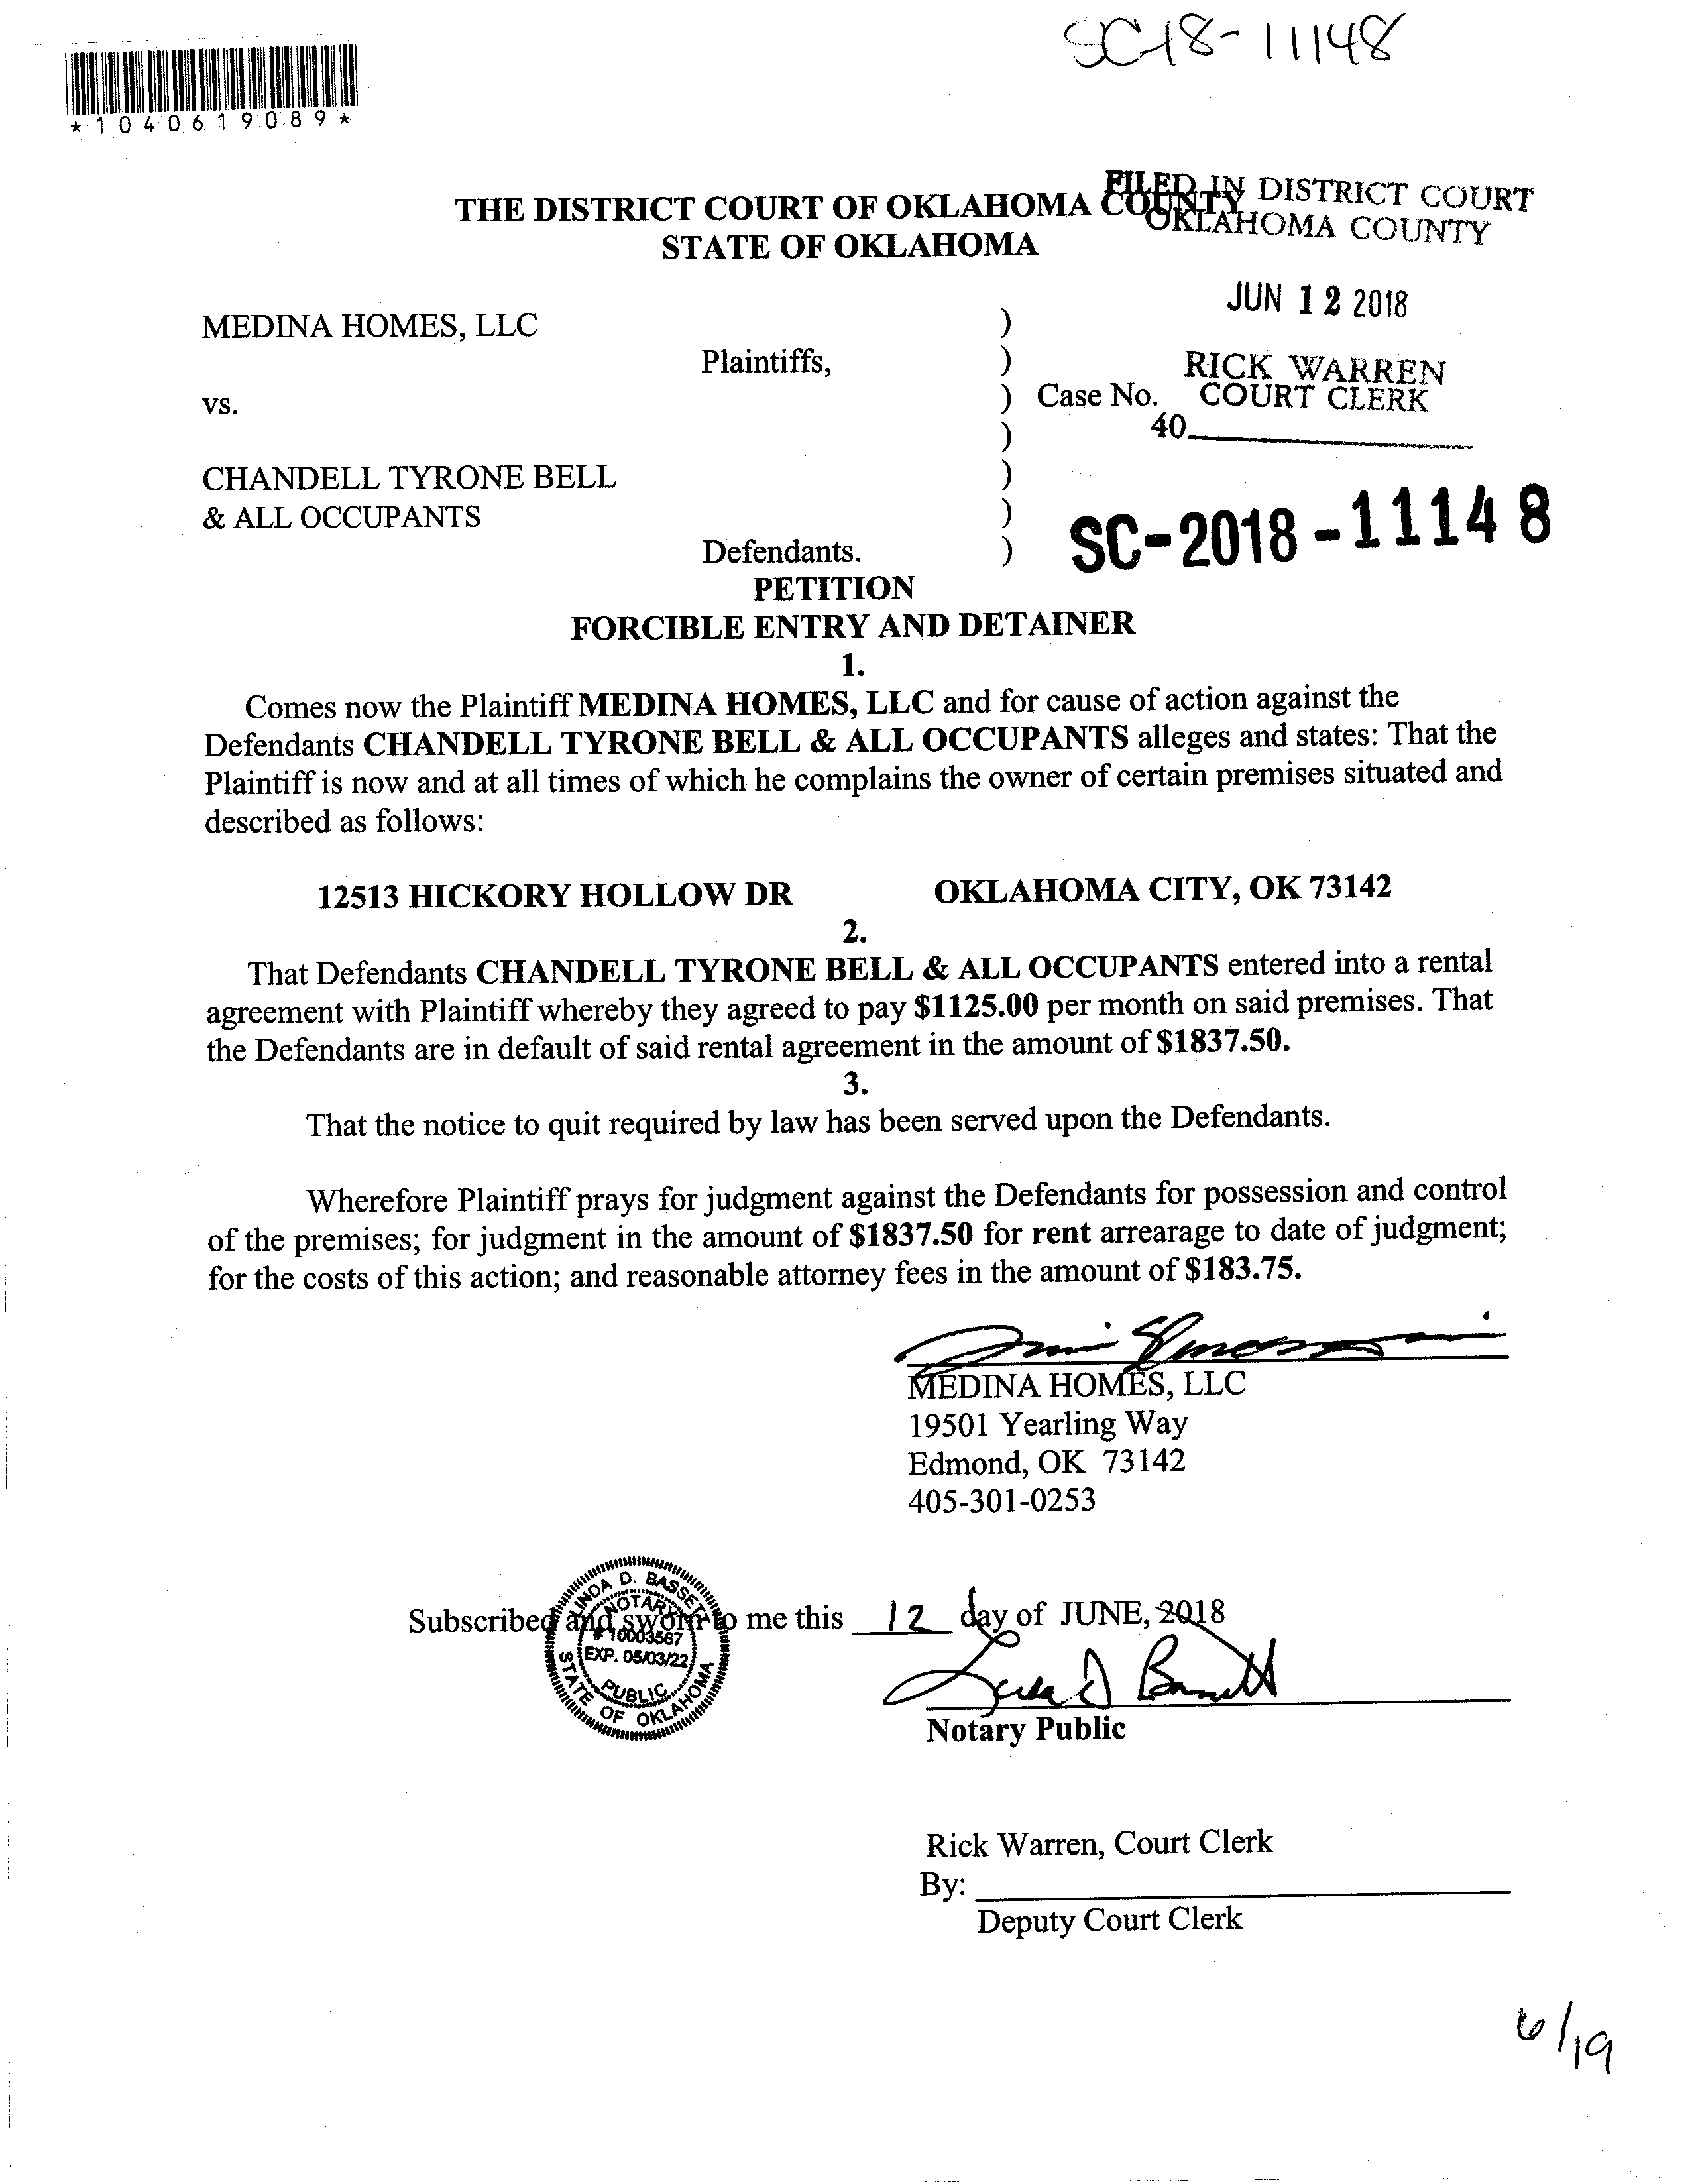 SC18-11148
*1040619089*
FILED IN DISTRICT COURT
OKLAHOMA COUNTY
THE DISTRICT COURT OF OKLAHOMA COUNTY
STATE OF OKLAHOMA
JUN 12 2018
MEDINA HOMES, LLC )
Plaintiffs, )
RICK WARREN
COURT CLERK
vs. ) Case No.
) 40
CHANDELL TYRONE BELL )
& ALL OCCUPANTS )
SC-2018-11148
Defendants. )
PETITION
FORCIBLE ENTRY AND DETAINER
1.
Comes now the Plaintiff MEDINA HOMES, LLC and for cause of action against the
Defendants CHANDELL TYRONE BELL & ALL OCCUPANTS alleges and states: That the
Plaintiff is now and at all times of which he complains the owner of certain premises situated and
described as follows:
12513 HICKORY HOLLOW DR OKLAHOMA CITY, OK 73142
2.
That Defendants CHANDELL TYRONE BELL & ALL OCCUPANTS entered into a rental
agreement with Plaintiff whereby they agreed to pay $1125.00 per month on said premises. That
the Defendants are in default of said rental agreement in the amount of $1837.50.
3.
That the notice to quit required by law has been served upon the Defendants.
Wherefore Plaintiff prays for judgment against the Defendants for possession and control
of the premises; for judgment in the amount of $1837.50 for rent arrearage to date of judgment;
for the costs of this action; and reasonable attorney fees in the amount of $183.75.
MEDINA HOMES, LLC
19501 Yearling Way
Edmond, OK 73142
405-301-0253
Subscribed and sworn to me this 12 day of JUNE, 2018
LINDA D. BASSETT
NOTARY
# 10003567
EXP. 05/03/22
PUBLIC
STATE OF OKLAHOMA
Notary Public
Rick Warren, Court Clerk
By:
Deputy Court Clerk
6/19